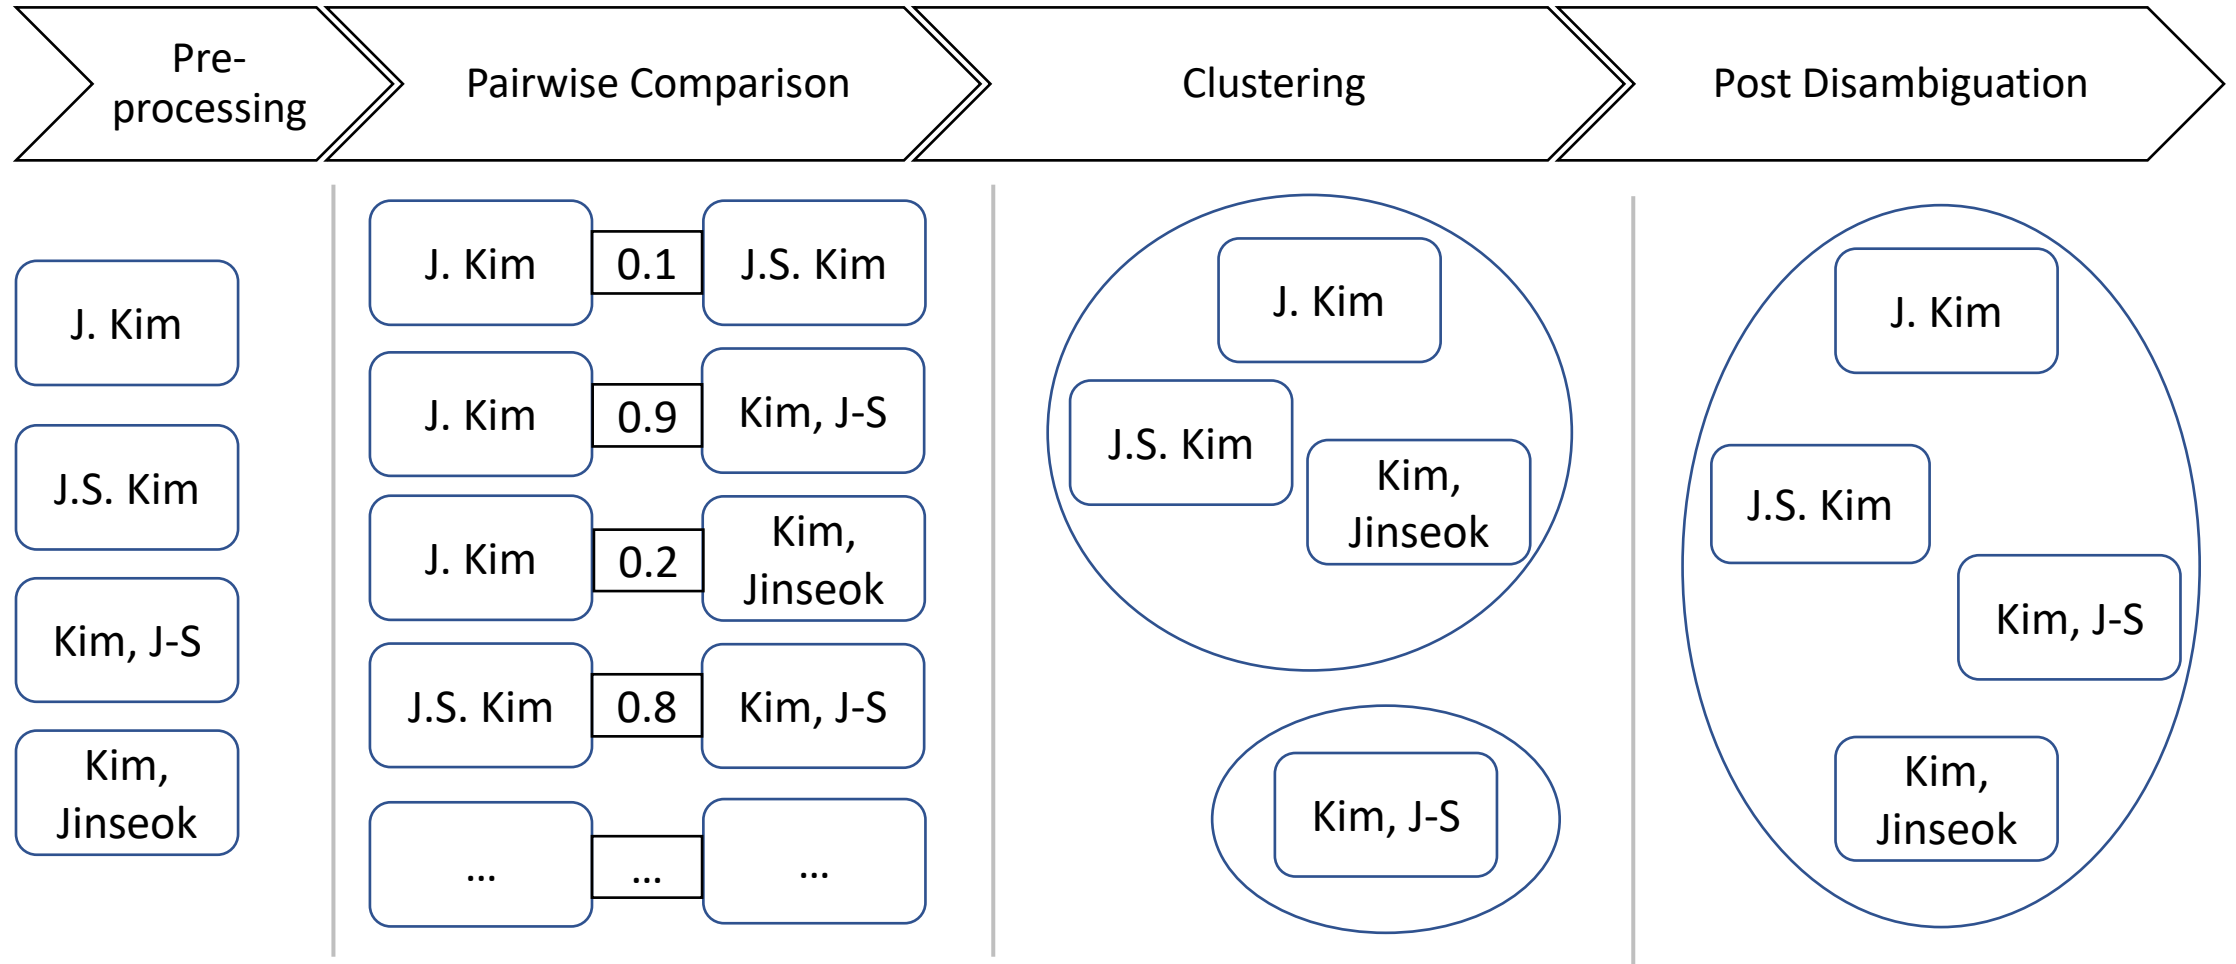 Pre-
processing
Pairwise Comparison
Clustering
Post Disambiguation
J. Kim
J.S. Kim
Kim, J-S
Kim,
Jinseok
J. Kim 0.1 J.S. Kim
J. Kim 0.9 Kim, J-S
J. Kim 0.2 Kim,
Jinseok
J.S. Kim 0.8 Kim, J-S
... ... ...
J. Kim
J.S. Kim
Kim,
Jinseok
Kim, J-S
J. Kim
J.S. Kim
Kim, J-S
Kim,
Jinseok